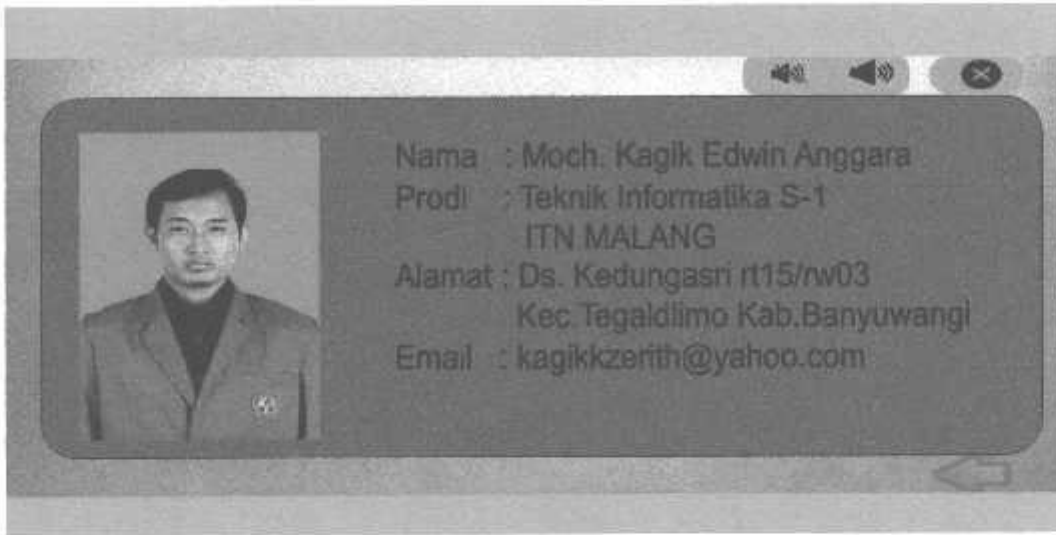 Nama : Moch. Kagik Edwin Anggara
Prodi : Teknik Informatika S-1
ITN MALANG
Alamat : Ds. Kedungasri rt15/rw03
Kec.Tegaldlimo Kab.Banyuwangi
Email : kagikkzerith@yahoo.com